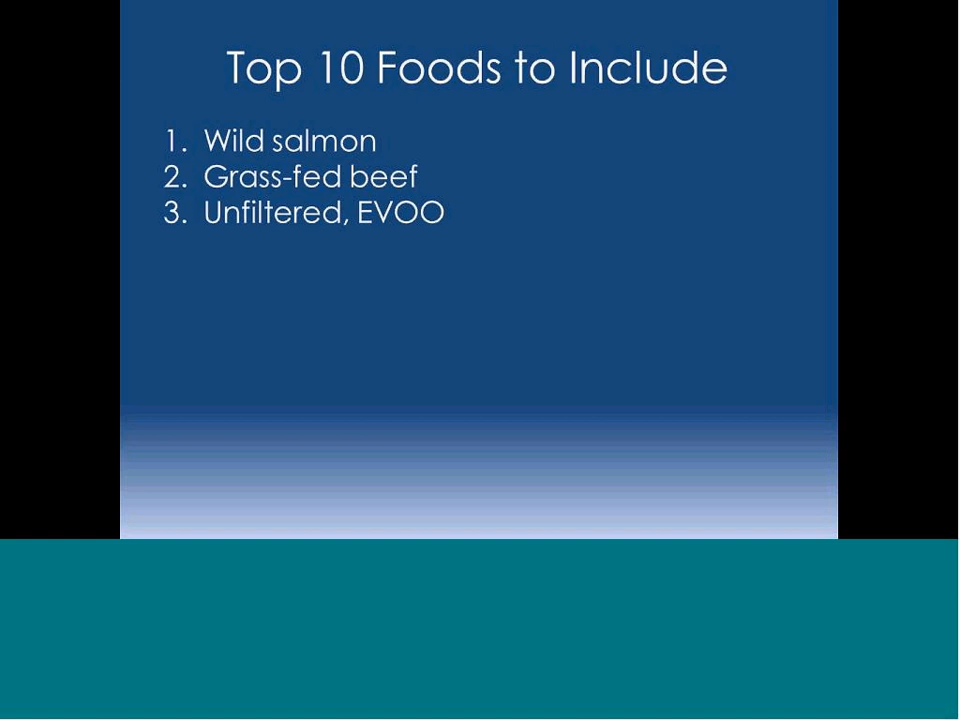 Top 10 Foods to Include
1. Wild salmon
2. Grass-fed beef
3. Unfiltered, EVOO